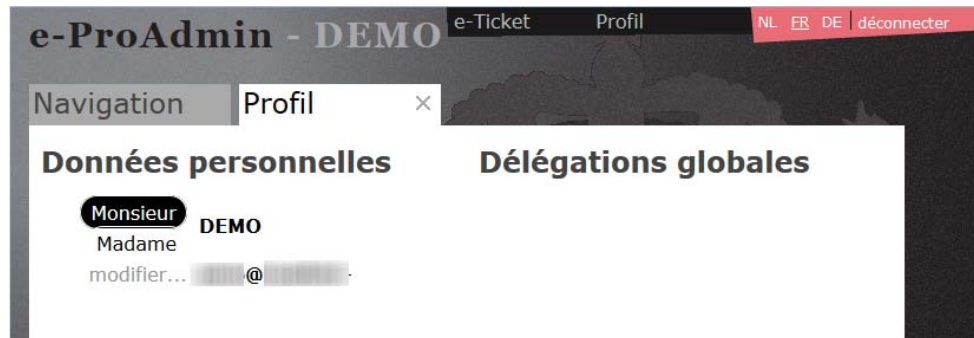 e-ProAdmin - DEMO
e-Ticket Profil NL FR DE déconnecter
Navigation Profil ×
Données personnelles Délégations globales
Monsieur
DEMO
Madame
modifier... @